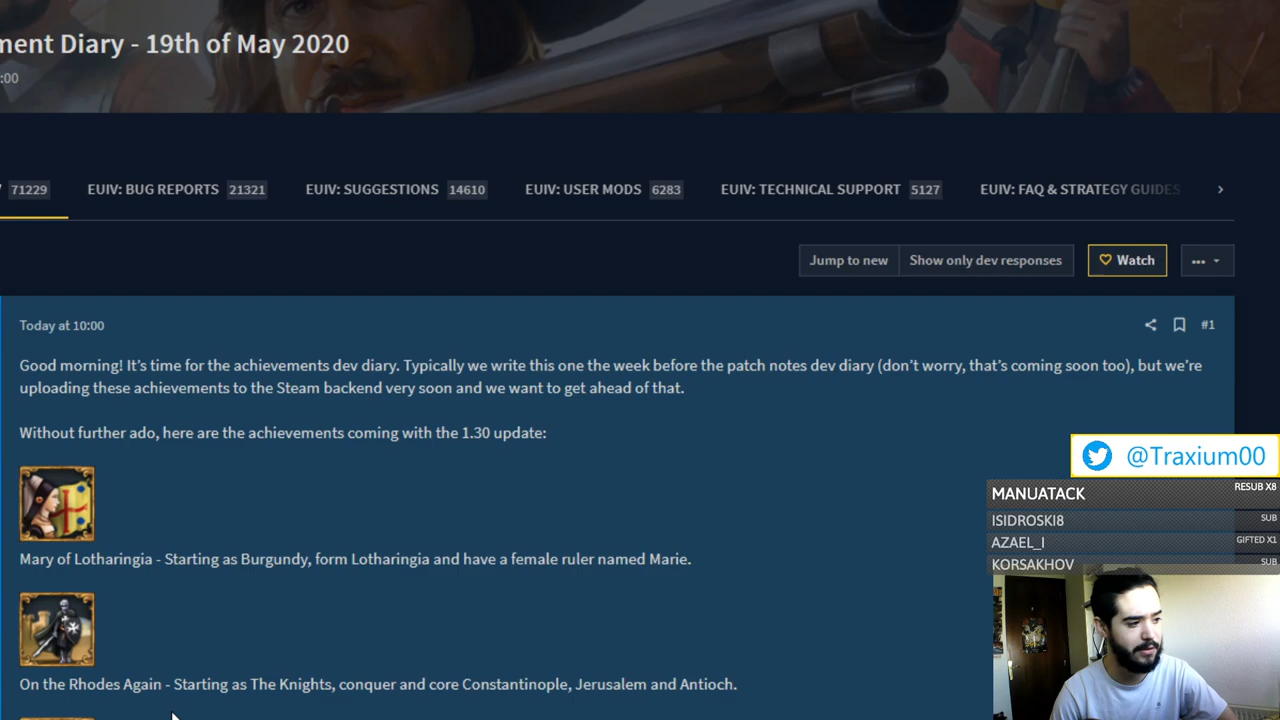 ment Diary - 19th of May 2020
:00
71229 EUIV: BUG REPORTS 21321 EUIV: SUGGESTIONS 14610 EUIV: USER MODS 6283 EUIV: TECHNICAL SUPPORT 5127 EUIV: FAQ & STRATEGY GUIDES
Jump to new Show only dev responses Watch
Today at 10:00 #1
Good morning! It's time for the achievements dev diary. Typically we write this one the week before the patch notes dev diary (don't worry, that's coming soon too), but we're
uploading these achievements to the Steam backend very soon and we want to get ahead of that.
Without further ado, here are the achievements coming with the 1.30 update:
@Traxium00
MANUATACK RESUB X8
ISIDROSKI8 SUB
AZAEL_I GIFTED X1
KORSAKHOV SUB
Mary of Lotharingia - Starting as Burgundy, form Lotharingia and have a female ruler named Marie.
On the Rhodes Again - Starting as The Knights, conquer and core Constantinople, Jerusalem and Antioch.